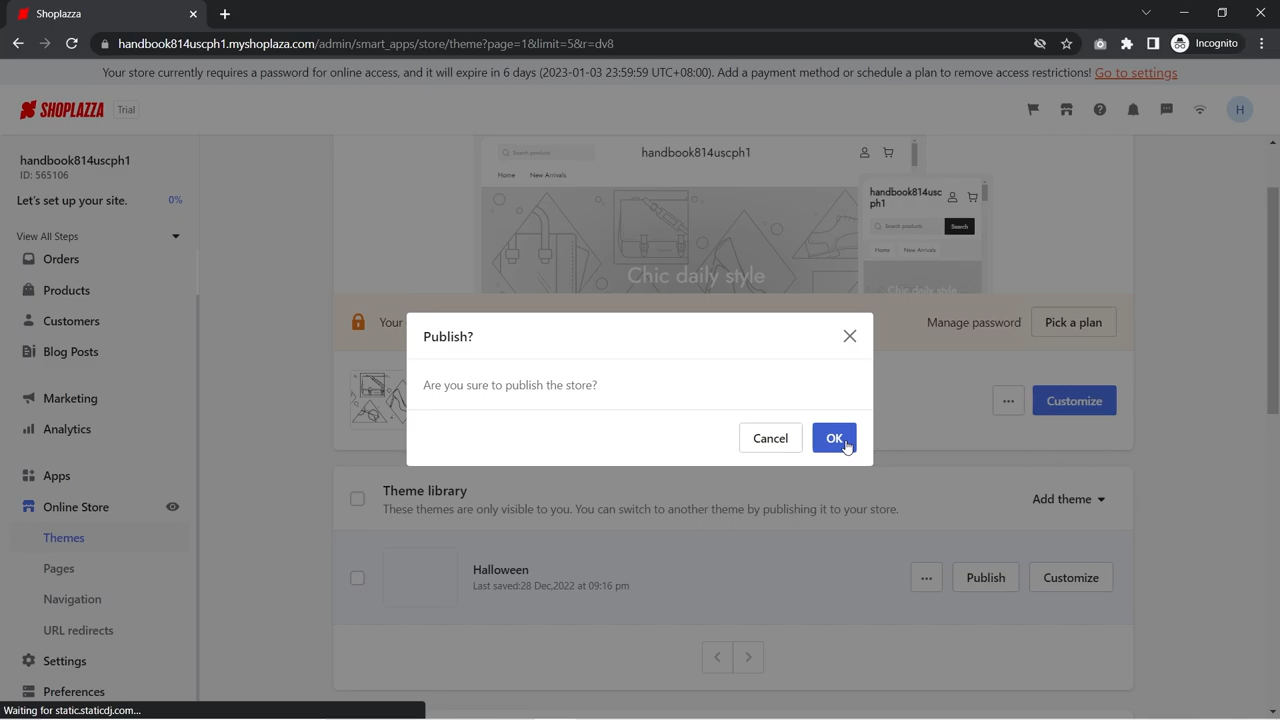 Shoplazza
handbook814uscph1.myshoplaza.com/admin/smart_apps/store/theme?page=1&limit=5&r=dv8
Incognito
Your store currently requires a password for online access, and it will expire in 6 days (2023-01-03 23:59:59 UTC+08:00). Add a payment method or schedule a plan to remove access restrictions! Go to settings
SHOPLAZZA Trial
H
handbook814uscph1
ID: 565106
Let's set up your site. 0%
View All Steps
Orders
Products
Customers
Blog Posts
Marketing
Analytics
Apps
Online Store
Themes
Pages
Navigation
URL redirects
Settings
Preferences
Waiting for static.staticdj.com...
Search products
handbook814uscph1
Home New Arrivals
Chic daily style
handbook814usc
ph1
Search products Search
Home New Arrivals
Chic daily style
Your
Manage password Pick a plan
Customize
Publish?
Are you sure to publish the store?
Cancel OK
Theme library
These themes are only visible to you. You can switch to another theme by publishing it to your store.
Add theme
Halloween
Last saved:28 Dec,2022 at 09:16 pm
Publish Customize